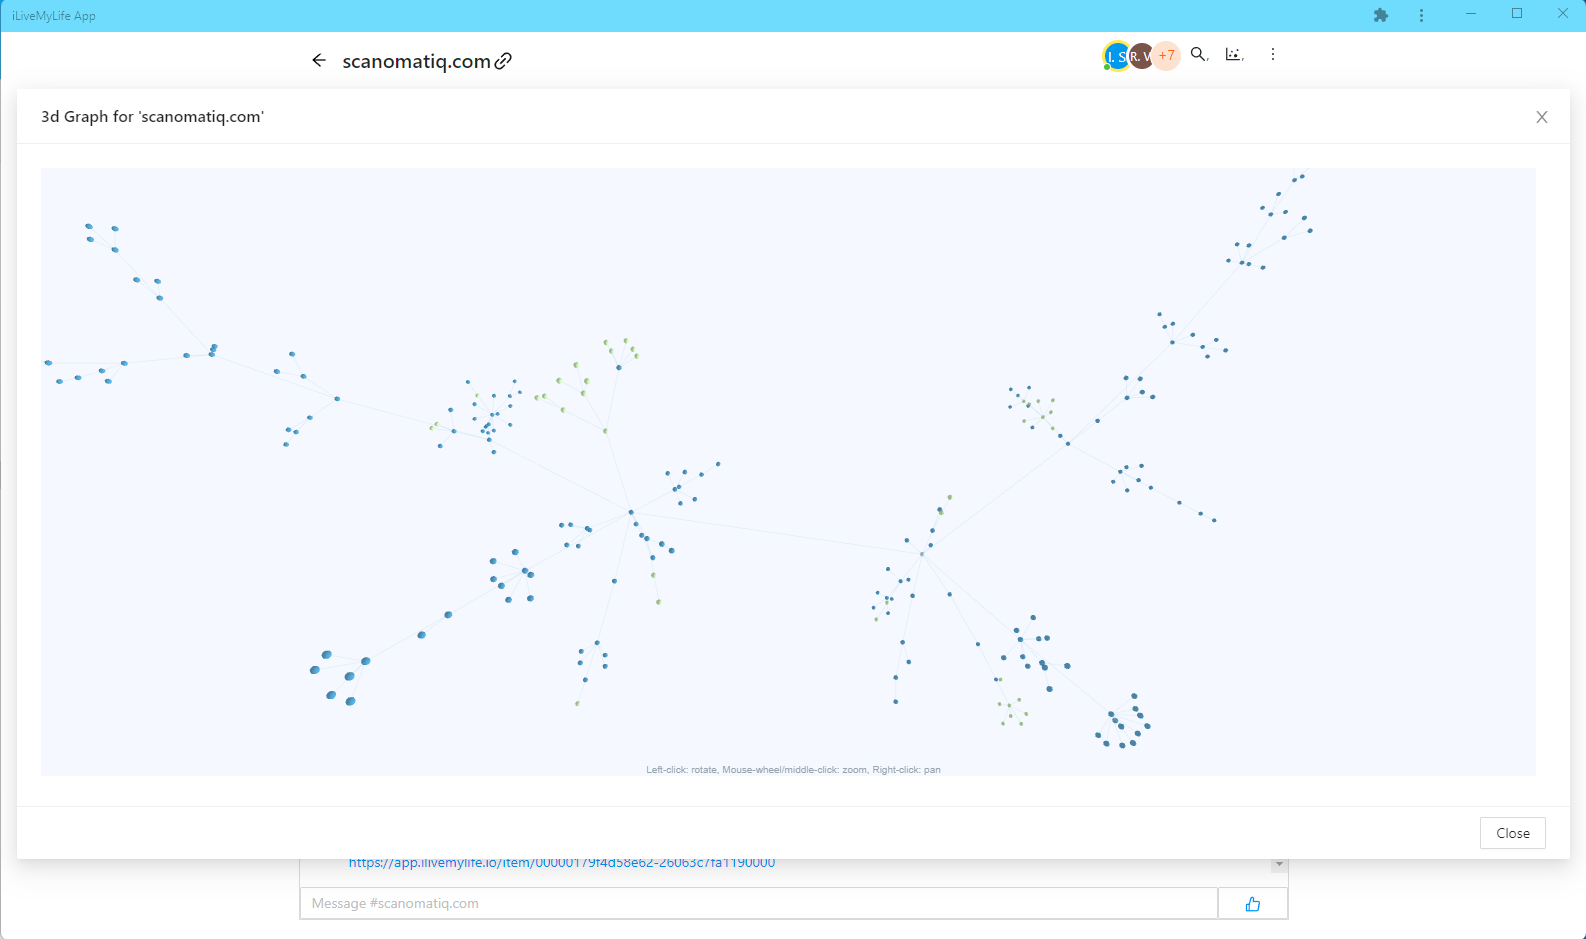 iLiveMyLife App
scanomatiq.com
I. S R. V +7
3d Graph for 'scanomatiq.com'
Left-click: rotate, Mouse-wheel/middle-click: zoom, Right-click: pan
Close
https://app.ilivemylife.io/item/00000179f4d58e62-26063c7fa1190000
Message #scanomatiq.com